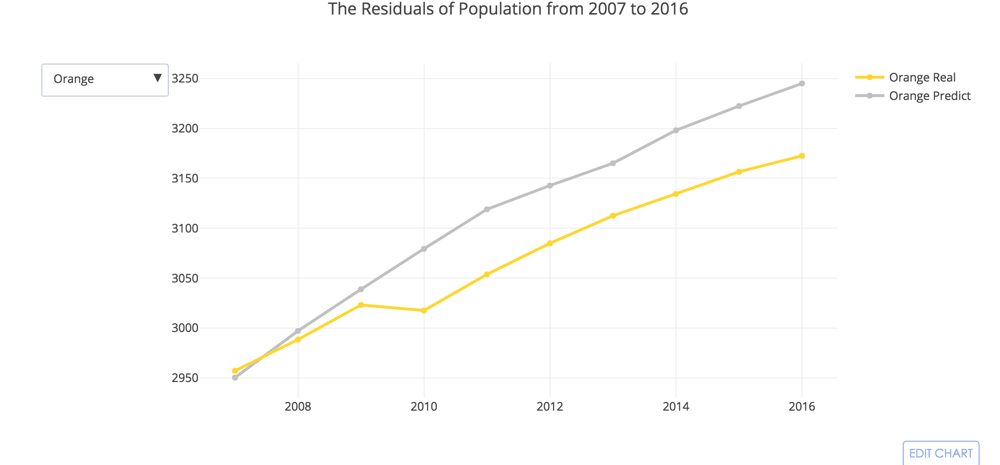 The Residuals of Population from 2007 to 2016
Orange ▼
Orange Real
Orange Predict
3250
3200
3150
3100
3050
3000
2950
2008 2010 2012 2014 2016
EDIT CHART